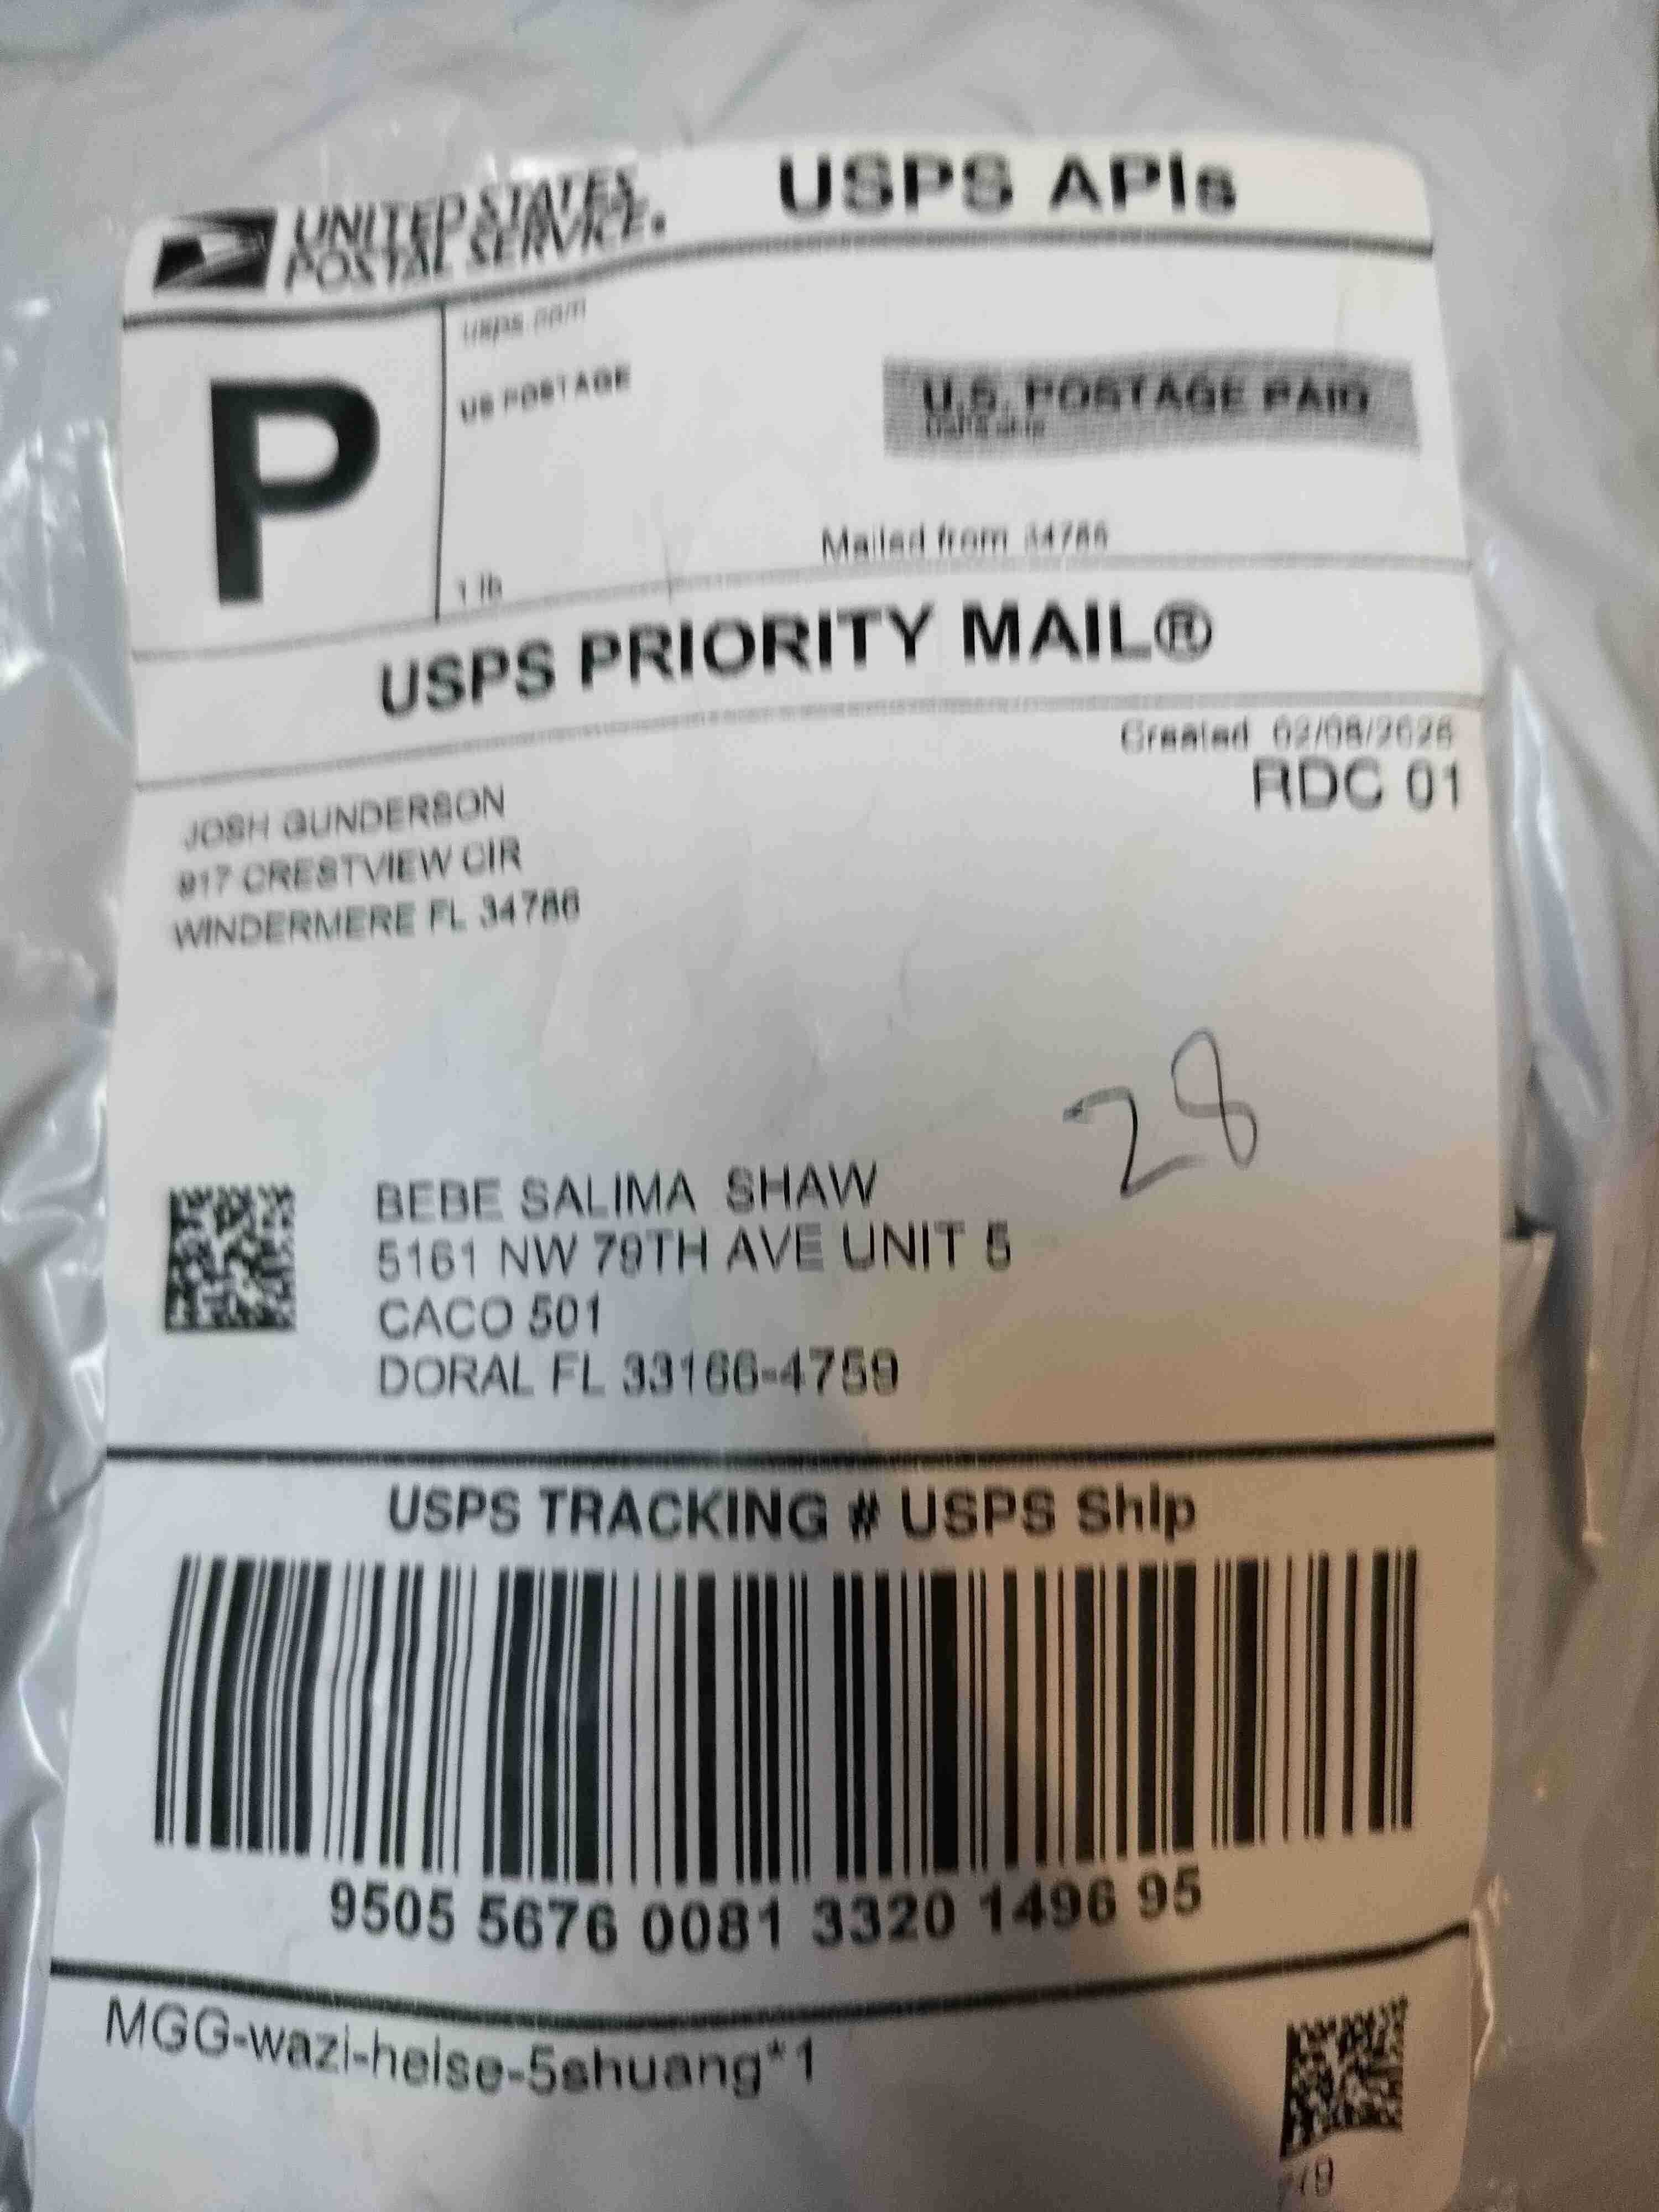 UNITED STATES
POSTAL SERVICE®
USPS APIs
P
usps.com
US POSTAGE
U.S. POSTAGE PAID
USPS Ship
Mailed from 34786
1 lb
USPS PRIORITY MAIL®
Created
RDC 01
JOSH GUNDERSON
917 CRESTVIEW CIR
WINDERMERE FL 34786
28
BEBE SALIMA SHAW
5161 NW 79TH AVE UNIT 5
CACO 501
DORAL FL 33166-4759
USPS TRACKING # USPS Ship
9505 5676 0081 3320 1496 95
MGG-wazi-heise-5shuang*1